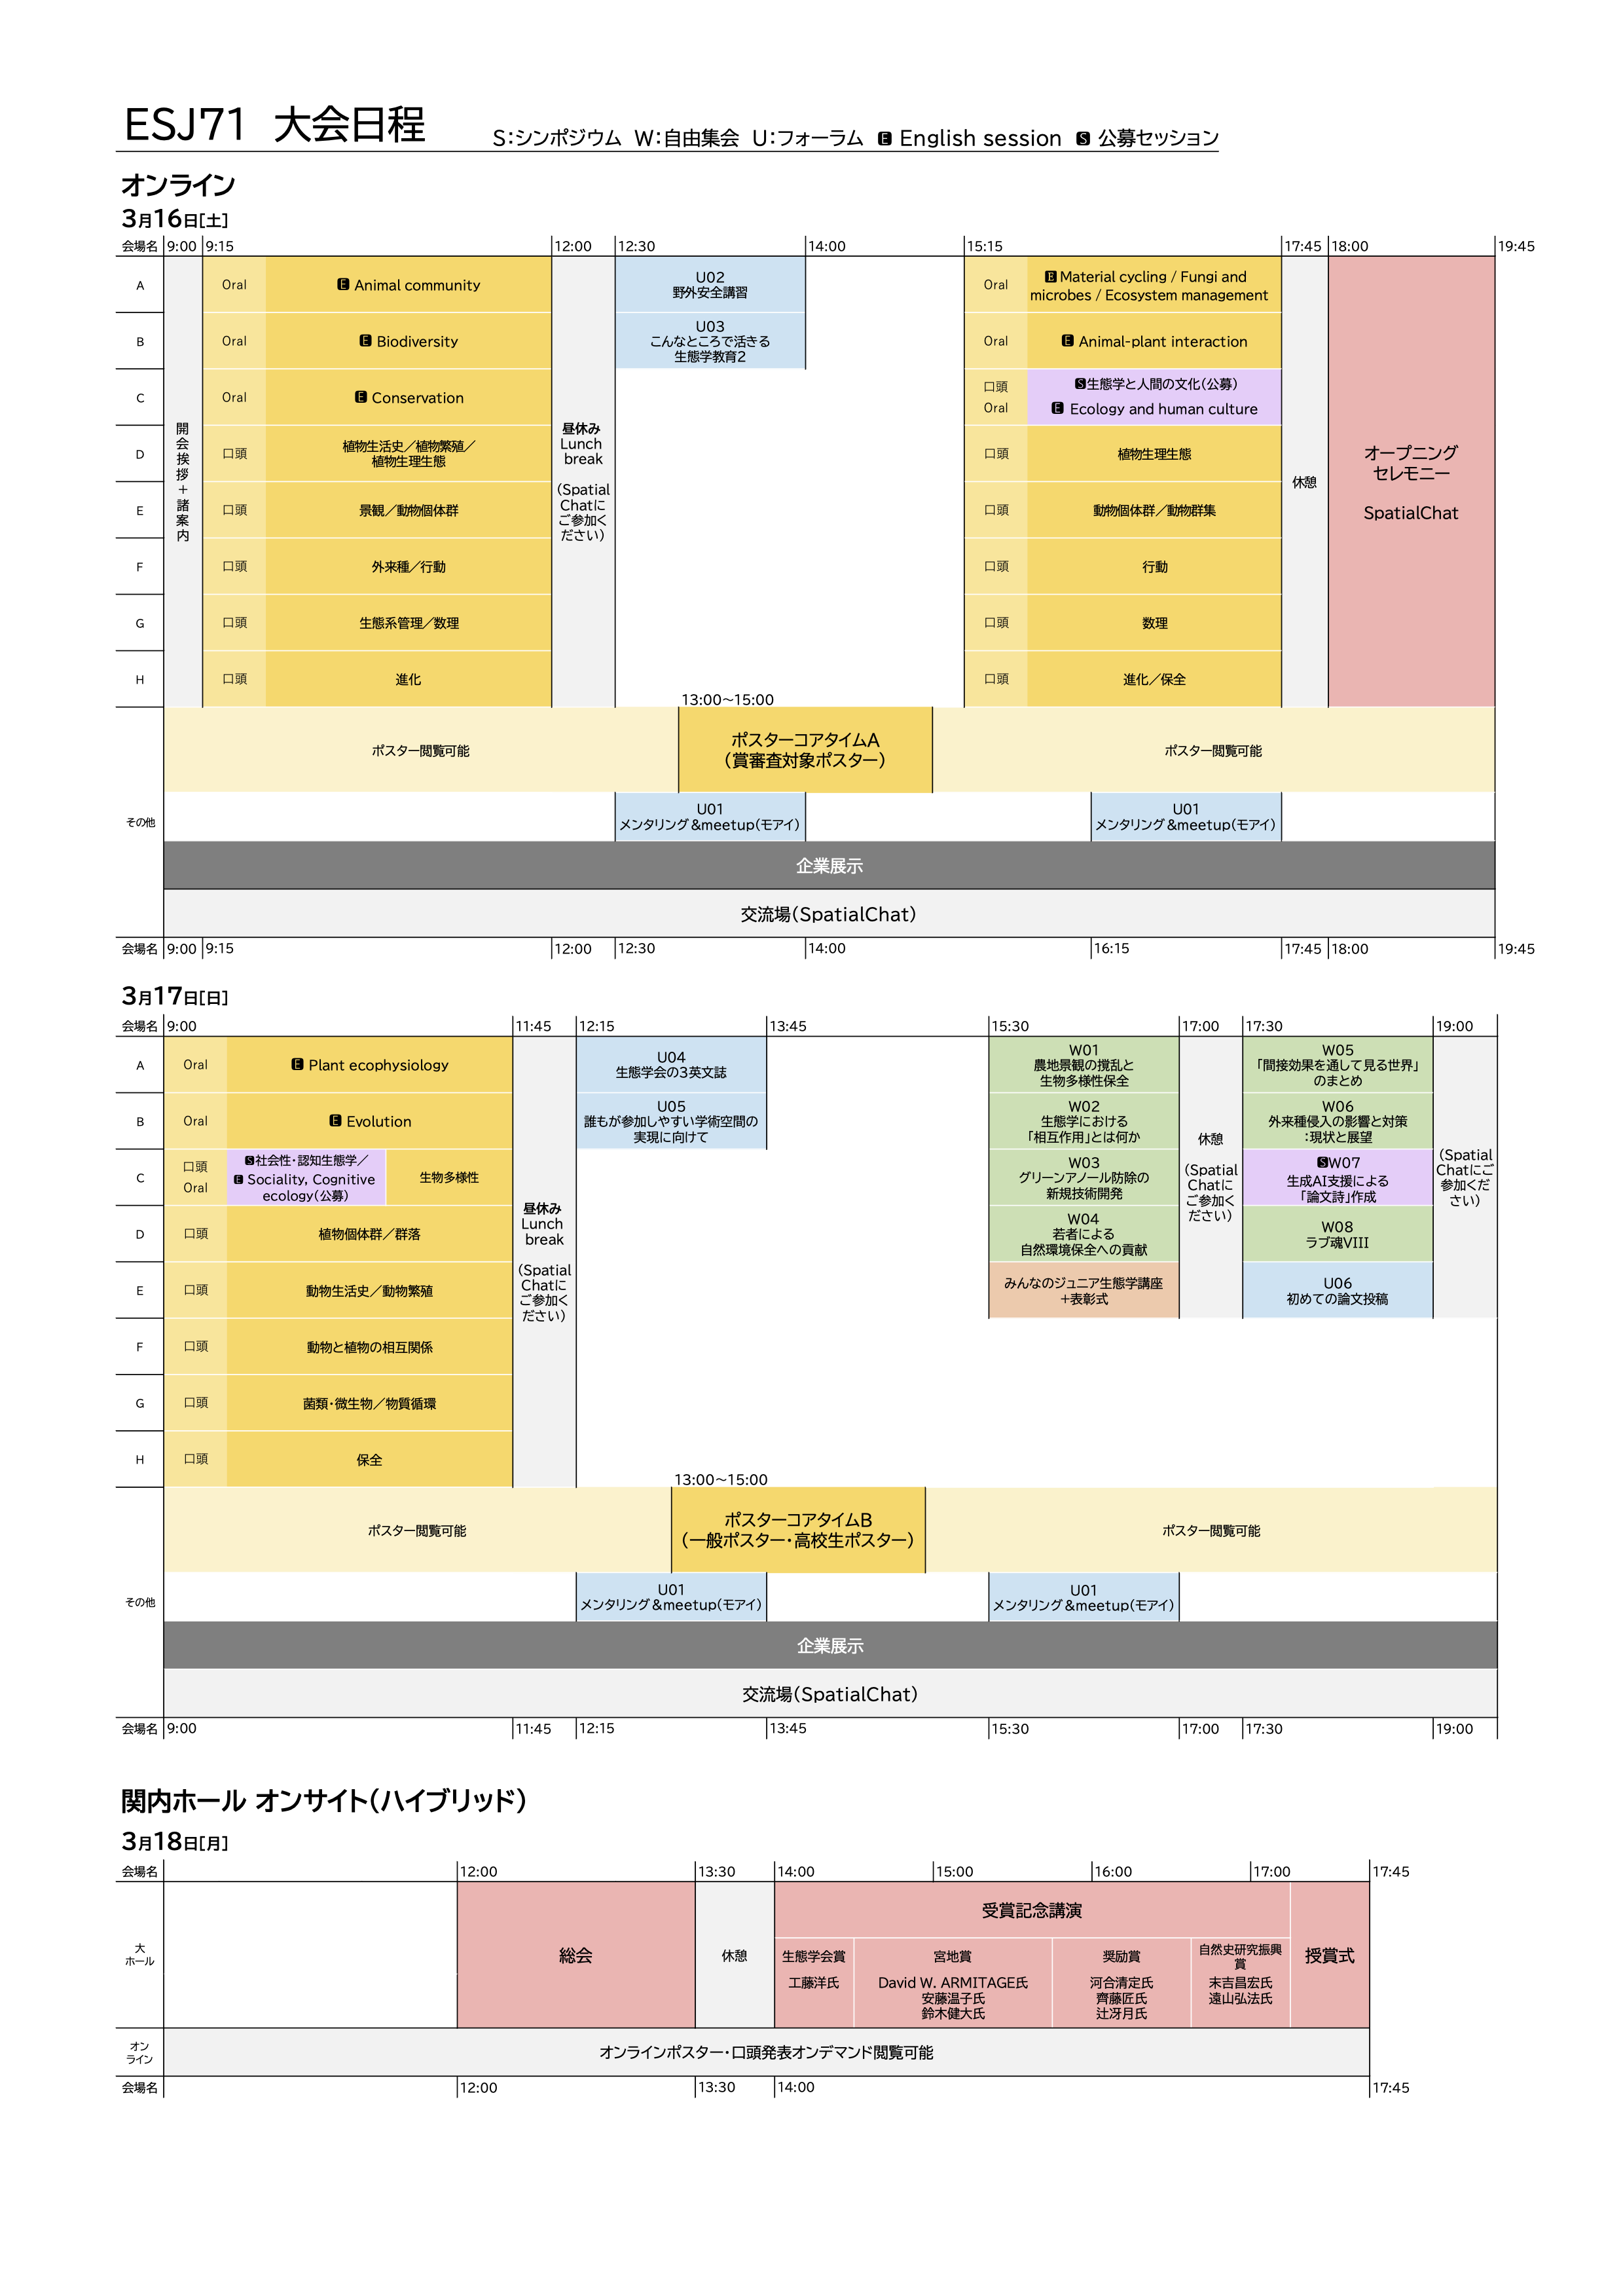 ESJ71 大会日程
S：シンポジウム W：自由集会 U：フォーラム E English session S 公募セッション
オンライン
3月16日[土]
会場名 9:00 9:15 12:00 12:30 14:00 15:15 17:45 18:00 19:45
開会挨拶＋諸案内
A
Oral
E Animal community
B
Oral
E Biodiversity
C
Oral
E Conservation
D
口頭
植物生活史／植物繁殖／
植物生理生態
E
口頭
景観／動物個体群
F
口頭
外来種／行動
G
口頭
生態系管理／数理
H
口頭
進化
昼休み
Lunch
break
(Spatial
Chatに
ご参加く
ださい)
U02
野外安全講習
U03
こんなところで活きる
生態学教育2
Oral
E Material cycling / Fungi and
microbes / Ecosystem management
Oral
E Animal-plant interaction
口頭
Oral
S生態学と人間の文化（公募）
E Ecology and human culture
口頭
植物生理生態
口頭
動物個体群／動物群集
口頭
行動
口頭
数理
口頭
進化／保全
休憩
オープニング
セレモニー
SpatialChat
13:00～15:00
ポスター閲覧可能
ポスターコアタイムA
（賞審査対象ポスター）
ポスター閲覧可能
その他
U01
メンタリング&meetup(モアイ)
U01
メンタリング&meetup(モアイ)
企業展示
交流場(SpatialChat)
会場名 9:00 9:15 12:00 12:30 14:00 16:15 17:45 18:00 19:45
3月17日[日]
会場名 9:00 11:45 12:15 13:45 15:30 17:00 17:30 19:00
A
Oral
E Plant ecophysiology
B
Oral
E Evolution
C
口頭
Oral
S社会性・認知生態学／
E Sociality, Cognitive
ecology(公募)
生物多様性
D
口頭
植物個体群／群落
E
口頭
動物生活史／動物繁殖
F
口頭
動物と植物の相互関係
G
口頭
菌類・微生物／物質循環
H
口頭
保全
昼休み
Lunch
break
(Spatial
Chatに
ご参加く
ださい)
U04
生態学会の3英文誌
U05
誰もが参加しやすい学術空間の
実現に向けて
W01
農地景観の撹乱と
生物多様性保全
W02
生態学における
「相互作用」とは何か
W03
グリーンアノール防除の
新規技術開発
W04
若者による
自然環境保全への貢献
みんなのジュニア生態学講座
＋表彰式
休憩
(Spatial
Chatに
ご参加く
ださい)
W05
「間接効果を通して見る世界」
のまとめ
W06
外来種侵入の影響と対策
：現状と展望
SW07
生成AI支援による
「論文詩」作成
W08
ラブ魂VIII
U06
初めての論文投稿
(Spatial
Chatにご
参加くだ
さい)
13:00～15:00
ポスター閲覧可能
ポスターコアタイムB
（一般ポスター・高校生ポスター）
ポスター閲覧可能
その他
U01
メンタリング&meetup(モアイ)
U01
メンタリング&meetup(モアイ)
企業展示
交流場(SpatialChat)
会場名 9:00 11:45 12:15 13:45 15:30 17:00 17:30 19:00
関内ホール オンサイト（ハイブリッド）
3月18日[月]
会場名 12:00 13:30 14:00 15:00 16:00 17:00 17:45
大
ホール
総会
休憩
受賞記念講演
生態学会賞
工藤洋氏
宮地賞
David W. ARMITAGE氏
安藤温子氏
鈴木健大氏
奨励賞
河合清定氏
齊藤匠氏
辻冴月氏
自然史研究振興
賞
末吉昌宏氏
遠山弘法氏
授賞式
オン
ライン
オンラインポスター・口頭発表オンデマンド閲覧可能
会場名 12:00 13:30 14:00 17:45